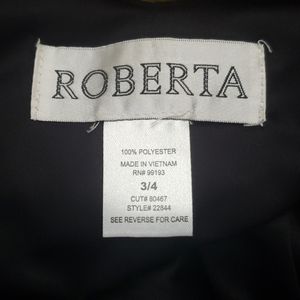 ROBERTA
100% POLYESTER
MADE IN VIETNAM
RN# 99193
3/4
CUT# 80467
STYLE# 22844
SEE REVERSE FOR CARE